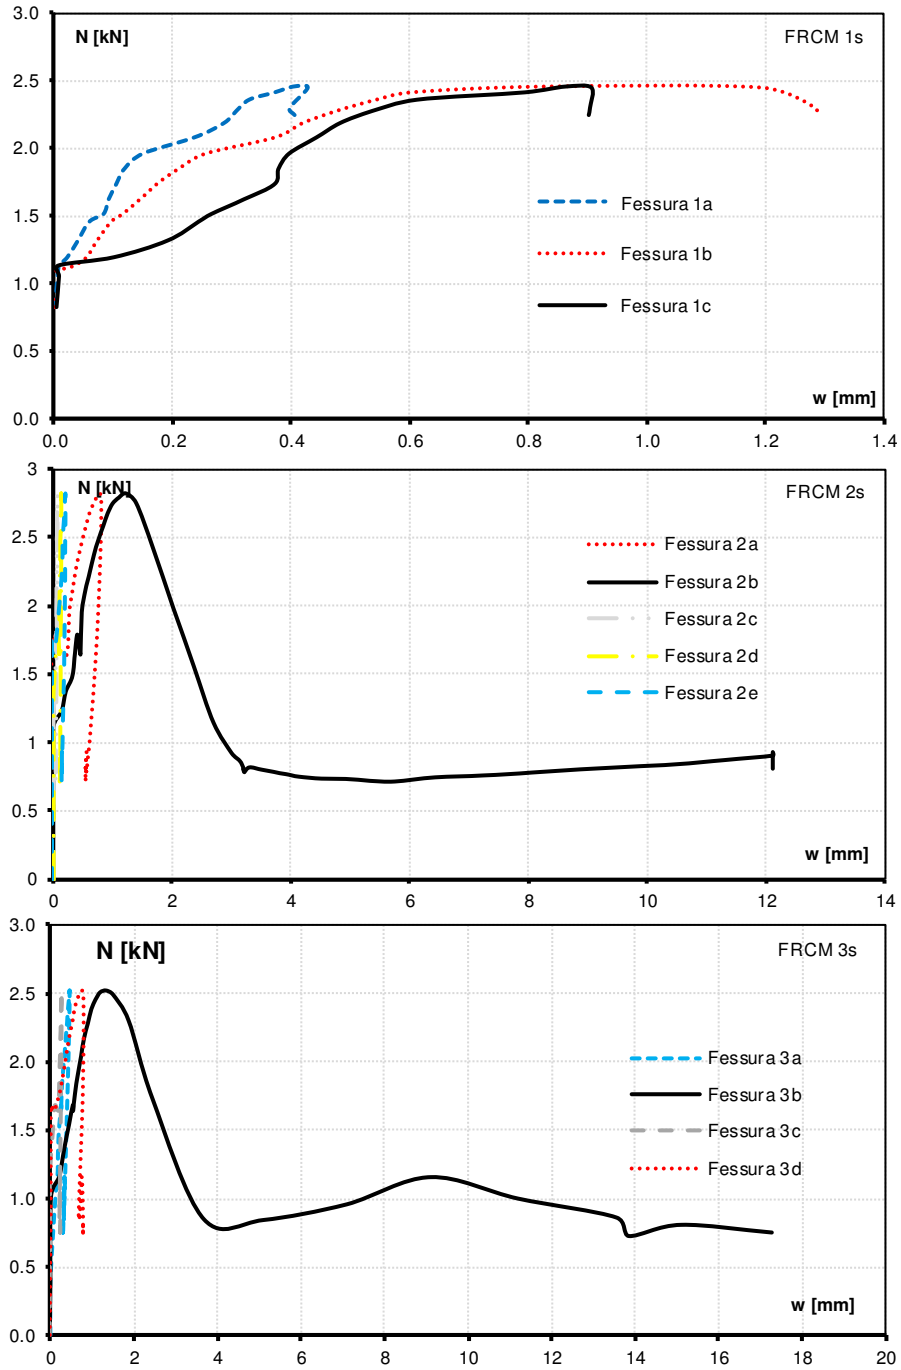 3.0
N [kN]
FRCM 1s
2.5
2.0
Fessura 1a
1.5
Fessura 1b
1.0
Fessura 1c
0.5
w [mm]
0.0
0.0 0.2 0.4 0.6 0.8 1.0 1.2 1.4
3
N [kN]
FRCM 2s
2.5
Fessura 2a
Fessura 2b
2
Fessura 2c
Fessura 2d
1.5
Fessura 2e
1
0.5
w [mm]
0
0 2 4 6 8 10 12 14
3.0
N [kN]
FRCM 3s
2.5
2.0
Fessura 3a
Fessura 3b
1.5
Fessura 3c
Fessura 3d
1.0
0.5
w [mm]
0.0
0 2 4 6 8 10 12 14 16 18 20